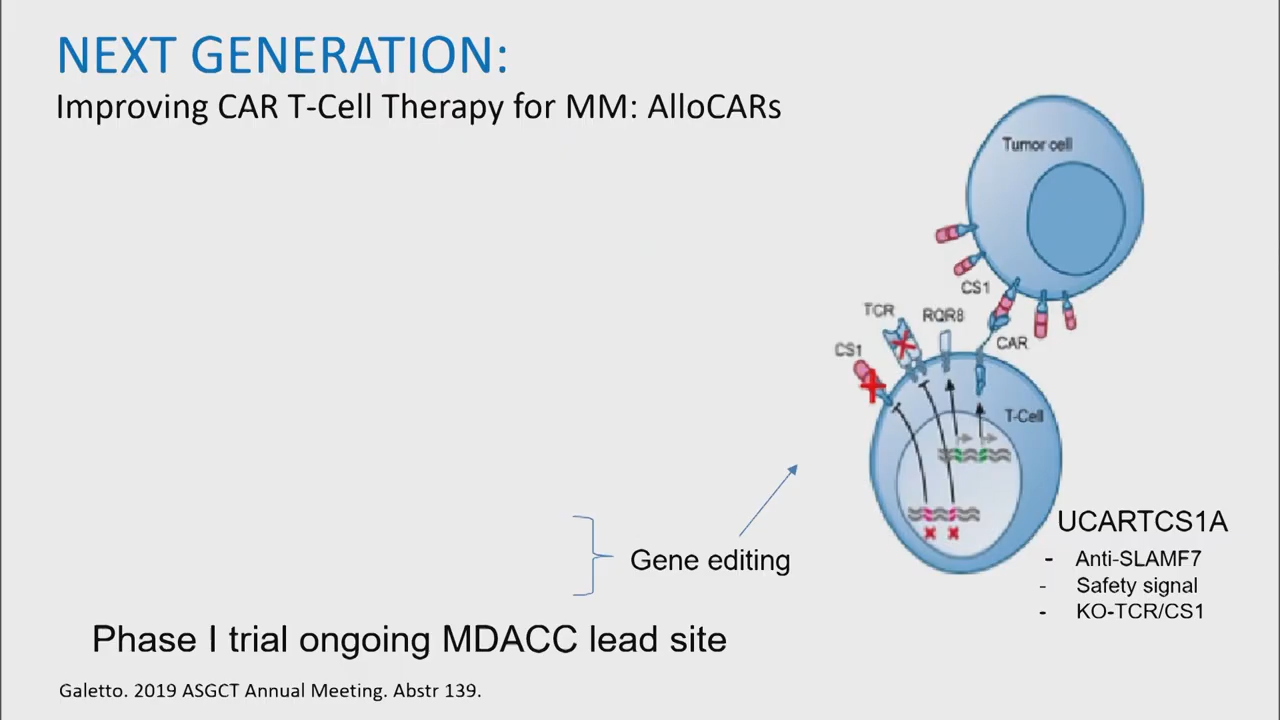 NEXT GENERATION:
Improving CAR T-Cell Therapy for MM: AlloCARs
Tumor cell
CS1
TCR
RQR8
CS1
CAR
T-Cell
UCARTCS1A
- Anti-SLAMF7
- Safety signal
- KO-TCR/CS1
Gene editing
Phase I trial ongoing MDACC lead site
Galetto. 2019 ASGCT Annual Meeting. Abstr 139.